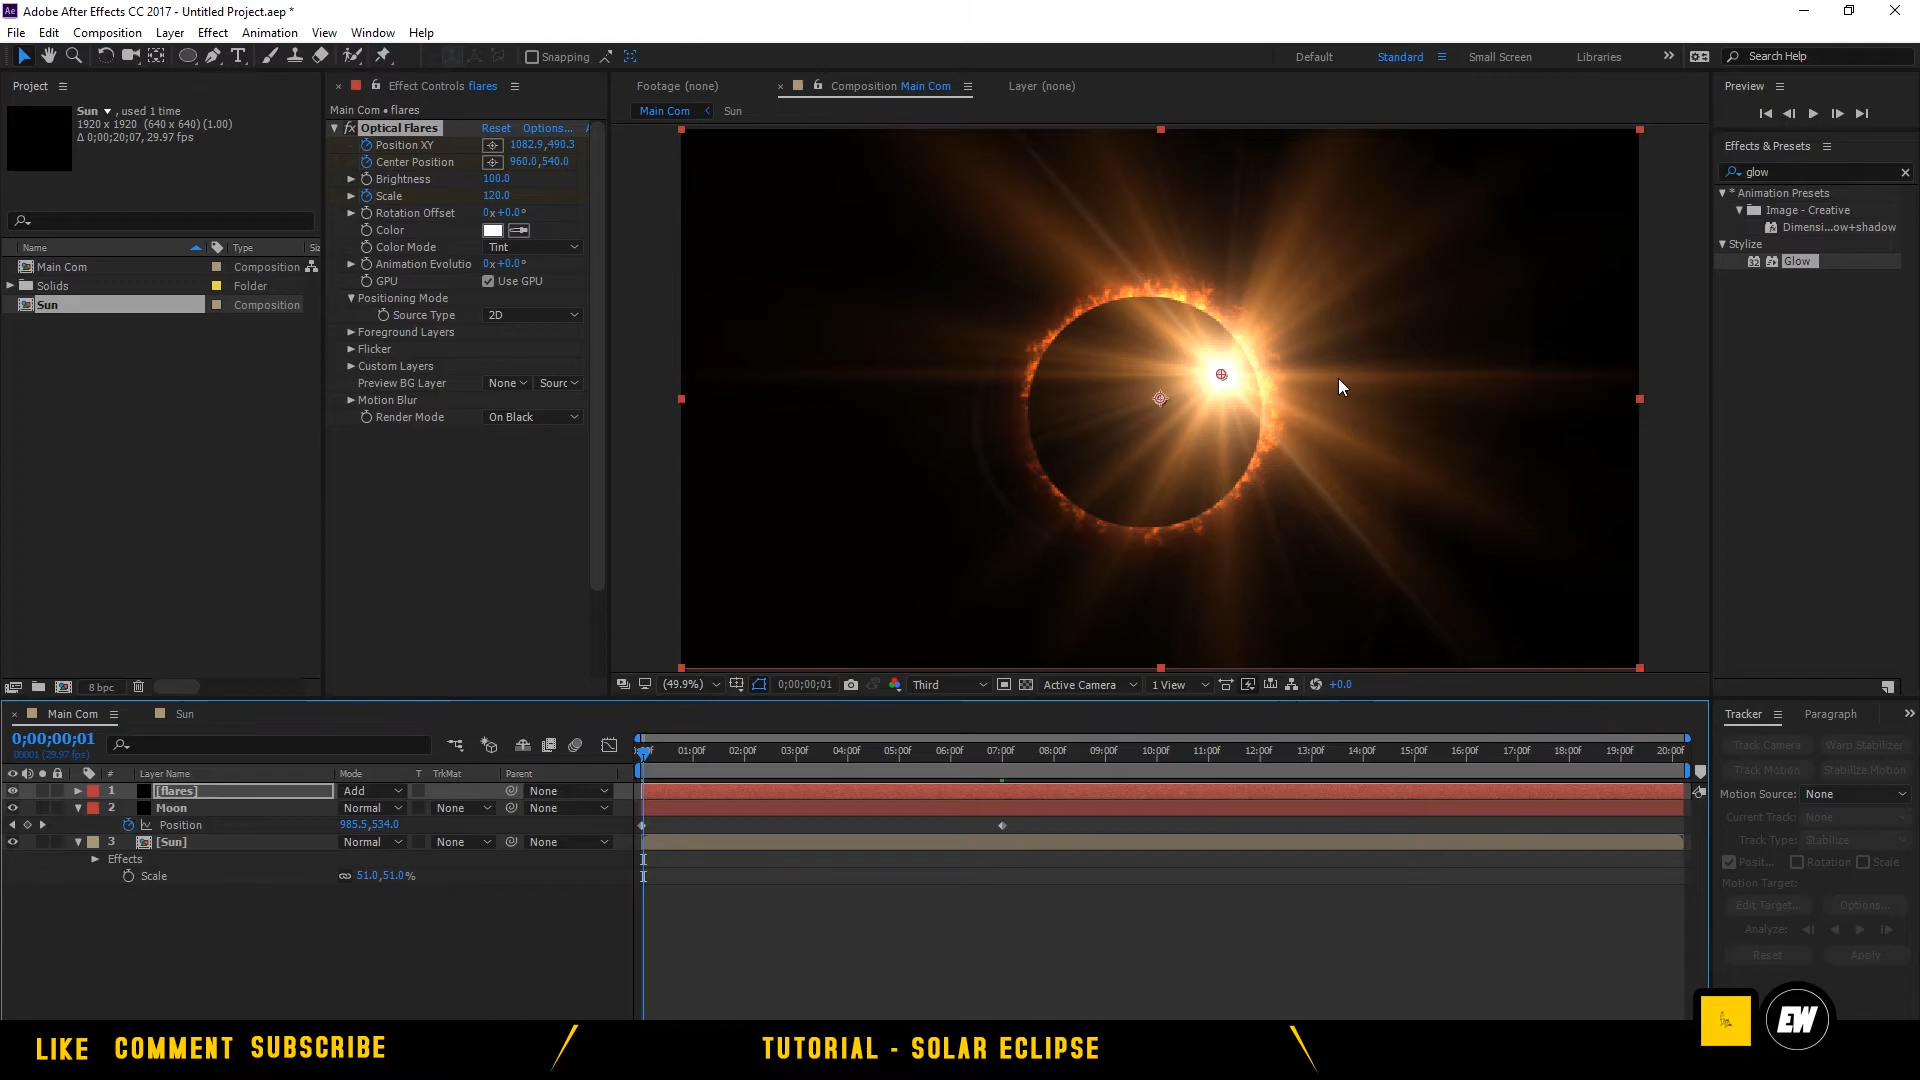 Adobe After Effects CC 2017 - Untitled Project.aep *
File Edit Composition Layer Effect Animation View Window Help
Snapping
Default Standard Small Screen Libraries Search Help
Project
Sun , used 1 time
1920 x 1920 (640 x 640) (1.00)
Δ 0;00;20;07, 29.97 fps
Name Type
Main Com Composition
Solids Folder
Sun Composition
8 bpc
Effect Controls flares
Main Com • flares
fx Optical Flares Reset Options...
Position XY 1082.9,490.3
Center Position 960.0,540.0
Brightness 100.0
Scale 120.0
Rotation Offset 0x+0.0°
Color
Color Mode Tint
Animation Evolutio 0x+0.0°
GPU Use GPU
Positioning Mode
Source Type 2D
Foreground Layers
Flicker
Custom Layers
Preview BG Layer None Sourc
Motion Blur
Render Mode On Black
Footage (none) Composition Main Com Layer (none)
Main Com Sun
(49.9%) 0;00;00;01 Third Active Camera 1 View +0.0
Preview
Effects & Presets
glow
* Animation Presets
Image - Creative
Dimensi...ow+shadow
Stylize
32 Glow
Main Com Sun
0;00;00;01
00001 (29.97 fps)
# Layer Name Mode T TrkMat Parent
1 [flares] Add None
2 Moon Normal None None
Position 985.5,534.0
3 [Sun] Normal None None
Effects
Scale 51.0,51.0%
01:00f 02:00f 03:00f 04:00f 05:00f 06:00f 07:00f 08:00f 09:00f 10:00f 11:00f 12:00f 13:00f 14:00f 15:00f 16:00f 17:00f 18:00f 19:00f 20:00f
Tracker Paragraph
Track Camera Warp Stabilizer
Track Motion Stabilize Motion
Motion Source: None
Current Track: None
Track Type: Stabilize
Posit... Rotation Scale
Motion Target:
Edit Target... Options...
Analyze:
Reset Apply
EW
LIKE COMMENT SUBSCRIBE TUTORIAL - SOLAR ECLIPSE